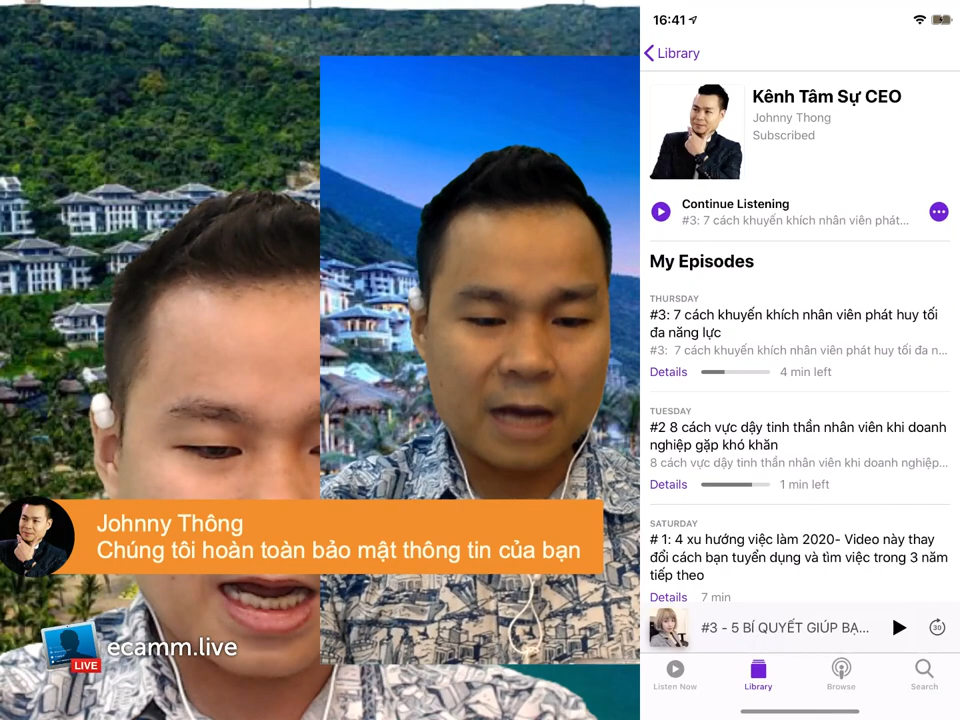 Johnny Thông
Chúng tôi hoàn toàn bảo mật thông tin của bạn
LIVE
ecamm.live
16:41
Library
Kênh Tâm Sự CEO
Johnny Thong
Subscribed
Continue Listening
#3: 7 cách khuyến khích nhân viên phát...
My Episodes
THURSDAY
#3: 7 cách khuyến khích nhân viên phát huy tối
đa năng lực
#3: 7 cách khuyến khích nhân viên phát huy tối đa n...
Details 4 min left
TUESDAY
#2 8 cách vực dậy tinh thần nhân viên khi doanh
nghiệp gặp khó khăn
8 cách vực dậy tinh thần nhân viên khi doanh nghiệp...
Details 1 min left
SATURDAY
# 1: 4 xu hướng việc làm 2020- Video này thay
đổi cách bạn tuyển dụng và tìm việc trong 3 năm
tiếp theo
Details 7 min
#3 - 5 BÍ QUYẾT GIÚP BẠ...
30
Listen Now
Library
Browse
Search